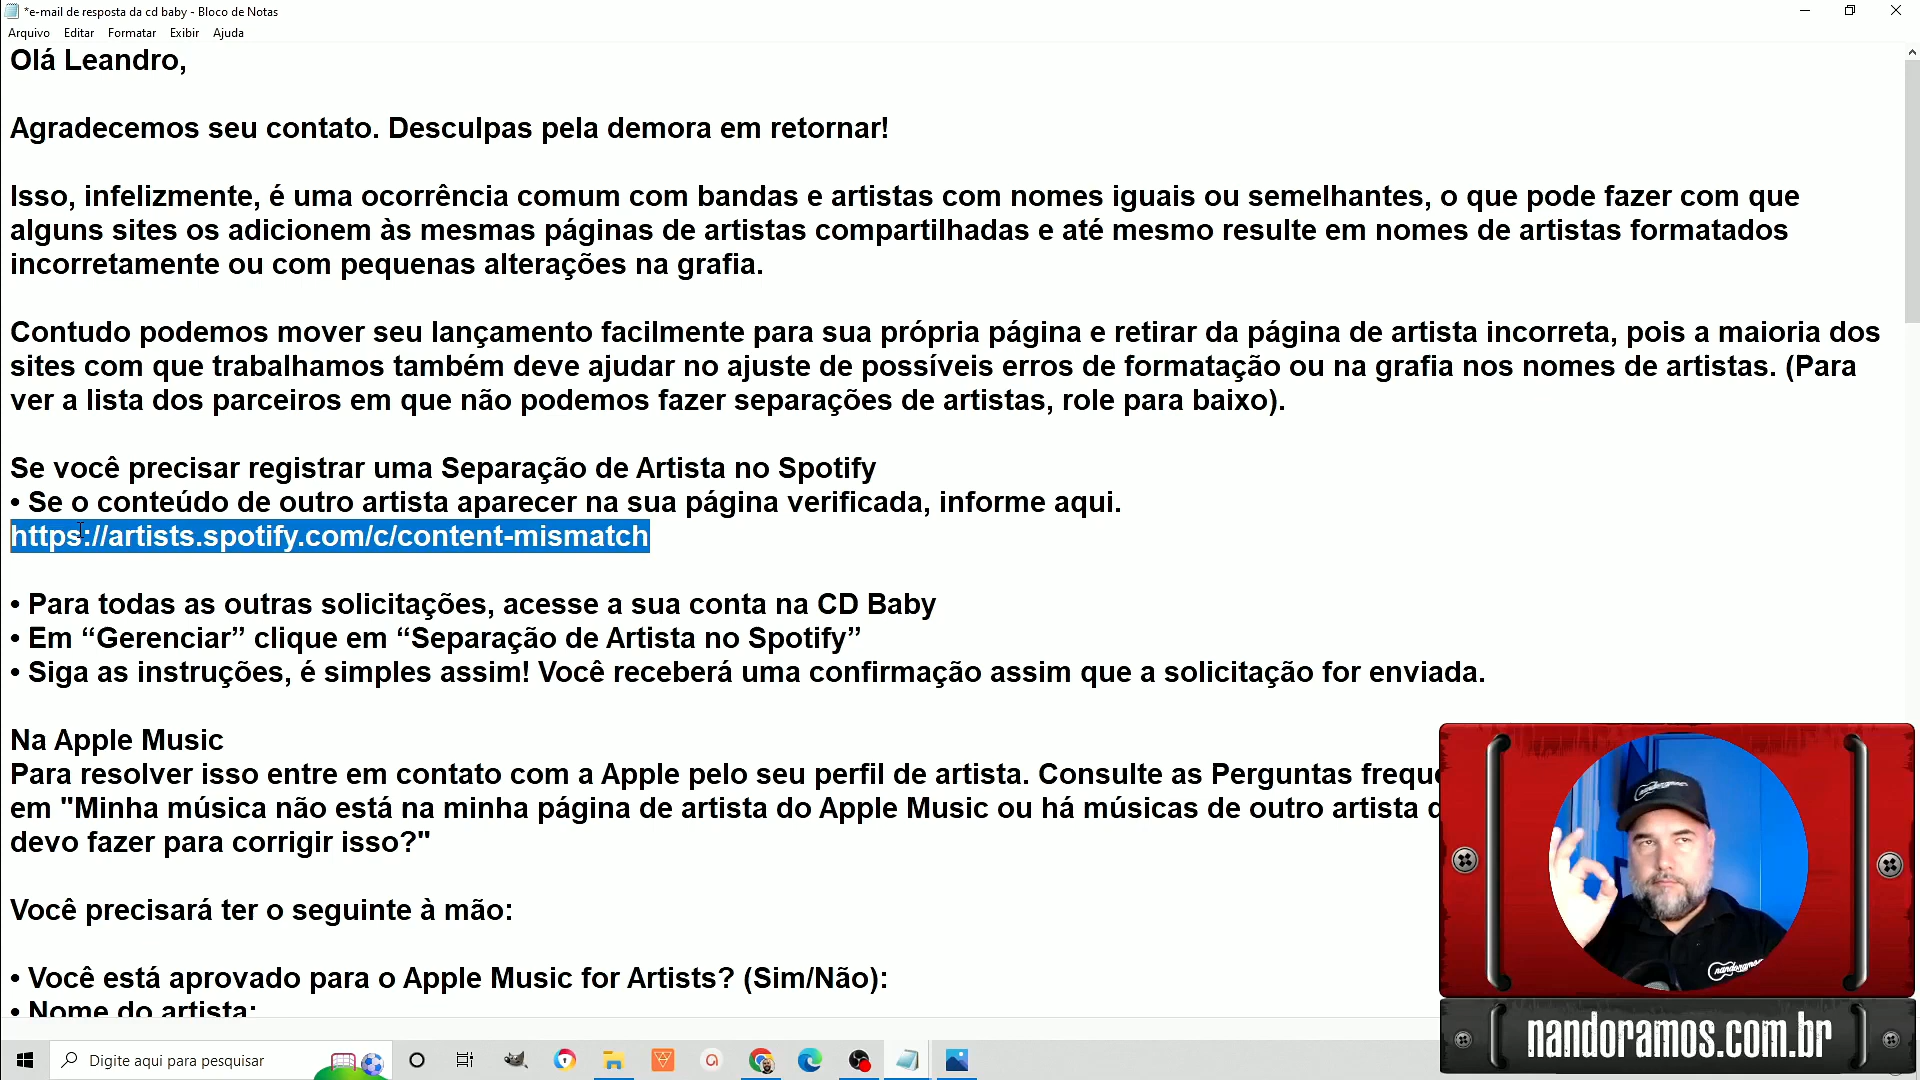 *e-mail de resposta da cd baby - Bloco de Notas
Arquivo Editar Formatar Exibir Ajuda
Olá Leandro,
Agradecemos seu contato. Desculpas pela demora em retornar!
Isso, infelizmente, é uma ocorrência comum com bandas e artistas com nomes iguais ou semelhantes, o que pode fazer com que
alguns sites os adicionem às mesmas páginas de artistas compartilhadas e até mesmo resulte em nomes de artistas formatados
incorretamente ou com pequenas alterações na grafia.
Contudo podemos mover seu lançamento facilmente para sua própria página e retirar da página de artista incorreta, pois a maioria dos
sites com que trabalhamos também deve ajudar no ajuste de possíveis erros de formatação ou na grafia nos nomes de artistas. (Para
ver a lista dos parceiros em que não podemos fazer separações de artistas, role para baixo).
Se você precisar registrar uma Separação de Artista no Spotify
• Se o conteúdo de outro artista aparecer na sua página verificada, informe aqui.
https://artists.spotify.com/c/content-mismatch
• Para todas as outras solicitações, acesse a sua conta na CD Baby
• Em “Gerenciar” clique em “Separação de Artista no Spotify”
• Siga as instruções, é simples assim! Você receberá uma confirmação assim que a solicitação for enviada.
Na Apple Music
Para resolver isso entre em contato com a Apple pelo seu perfil de artista. Consulte as Perguntas
em "Minha música não está na minha página de artista do Apple Music ou há músicas de outro artista
devo fazer para corrigir isso?"
Você precisará ter o seguinte à mão:
• Você está aprovado para o Apple Music for Artists? (Sim/Não):
• Nome do artista:
nandoramos.com.br
Digite aqui para pesquisar